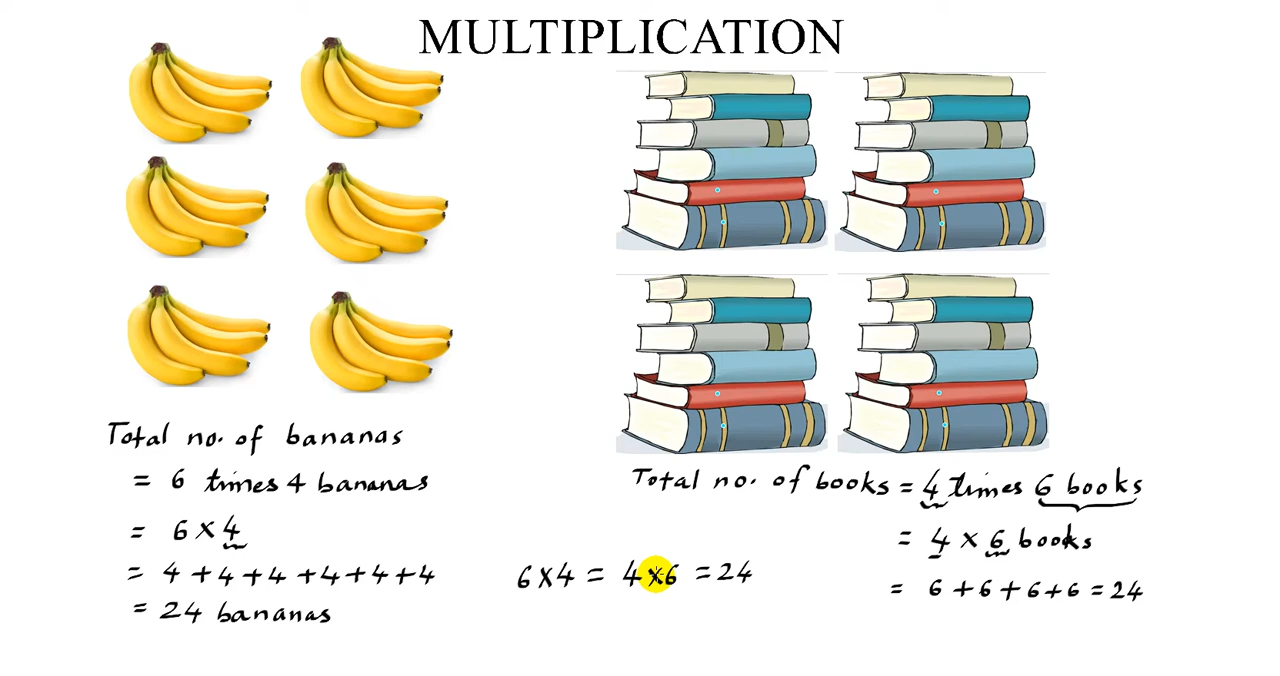 MULTIPLICATION
Total no. of bananas
= 6 times 4 bananas
= 6 × 4
= 4 + 4 + 4 + 4 + 4 + 4
= 24 bananas
6 × 4 = 4 × 6 = 24
Total no. of books = 4 times 6 books
= 4 × 6 books
= 6 + 6 + 6 + 6 = 24